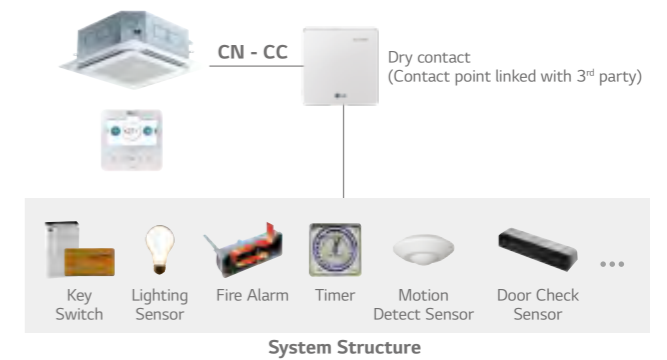 CN - CC
Dry contact
(Contact point linked with 3rd party)
LG
Key
Switch
Lighting
Sensor
Fire Alarm
Timer
Motion
Detect Sensor
Door Check
Sensor
System Structure